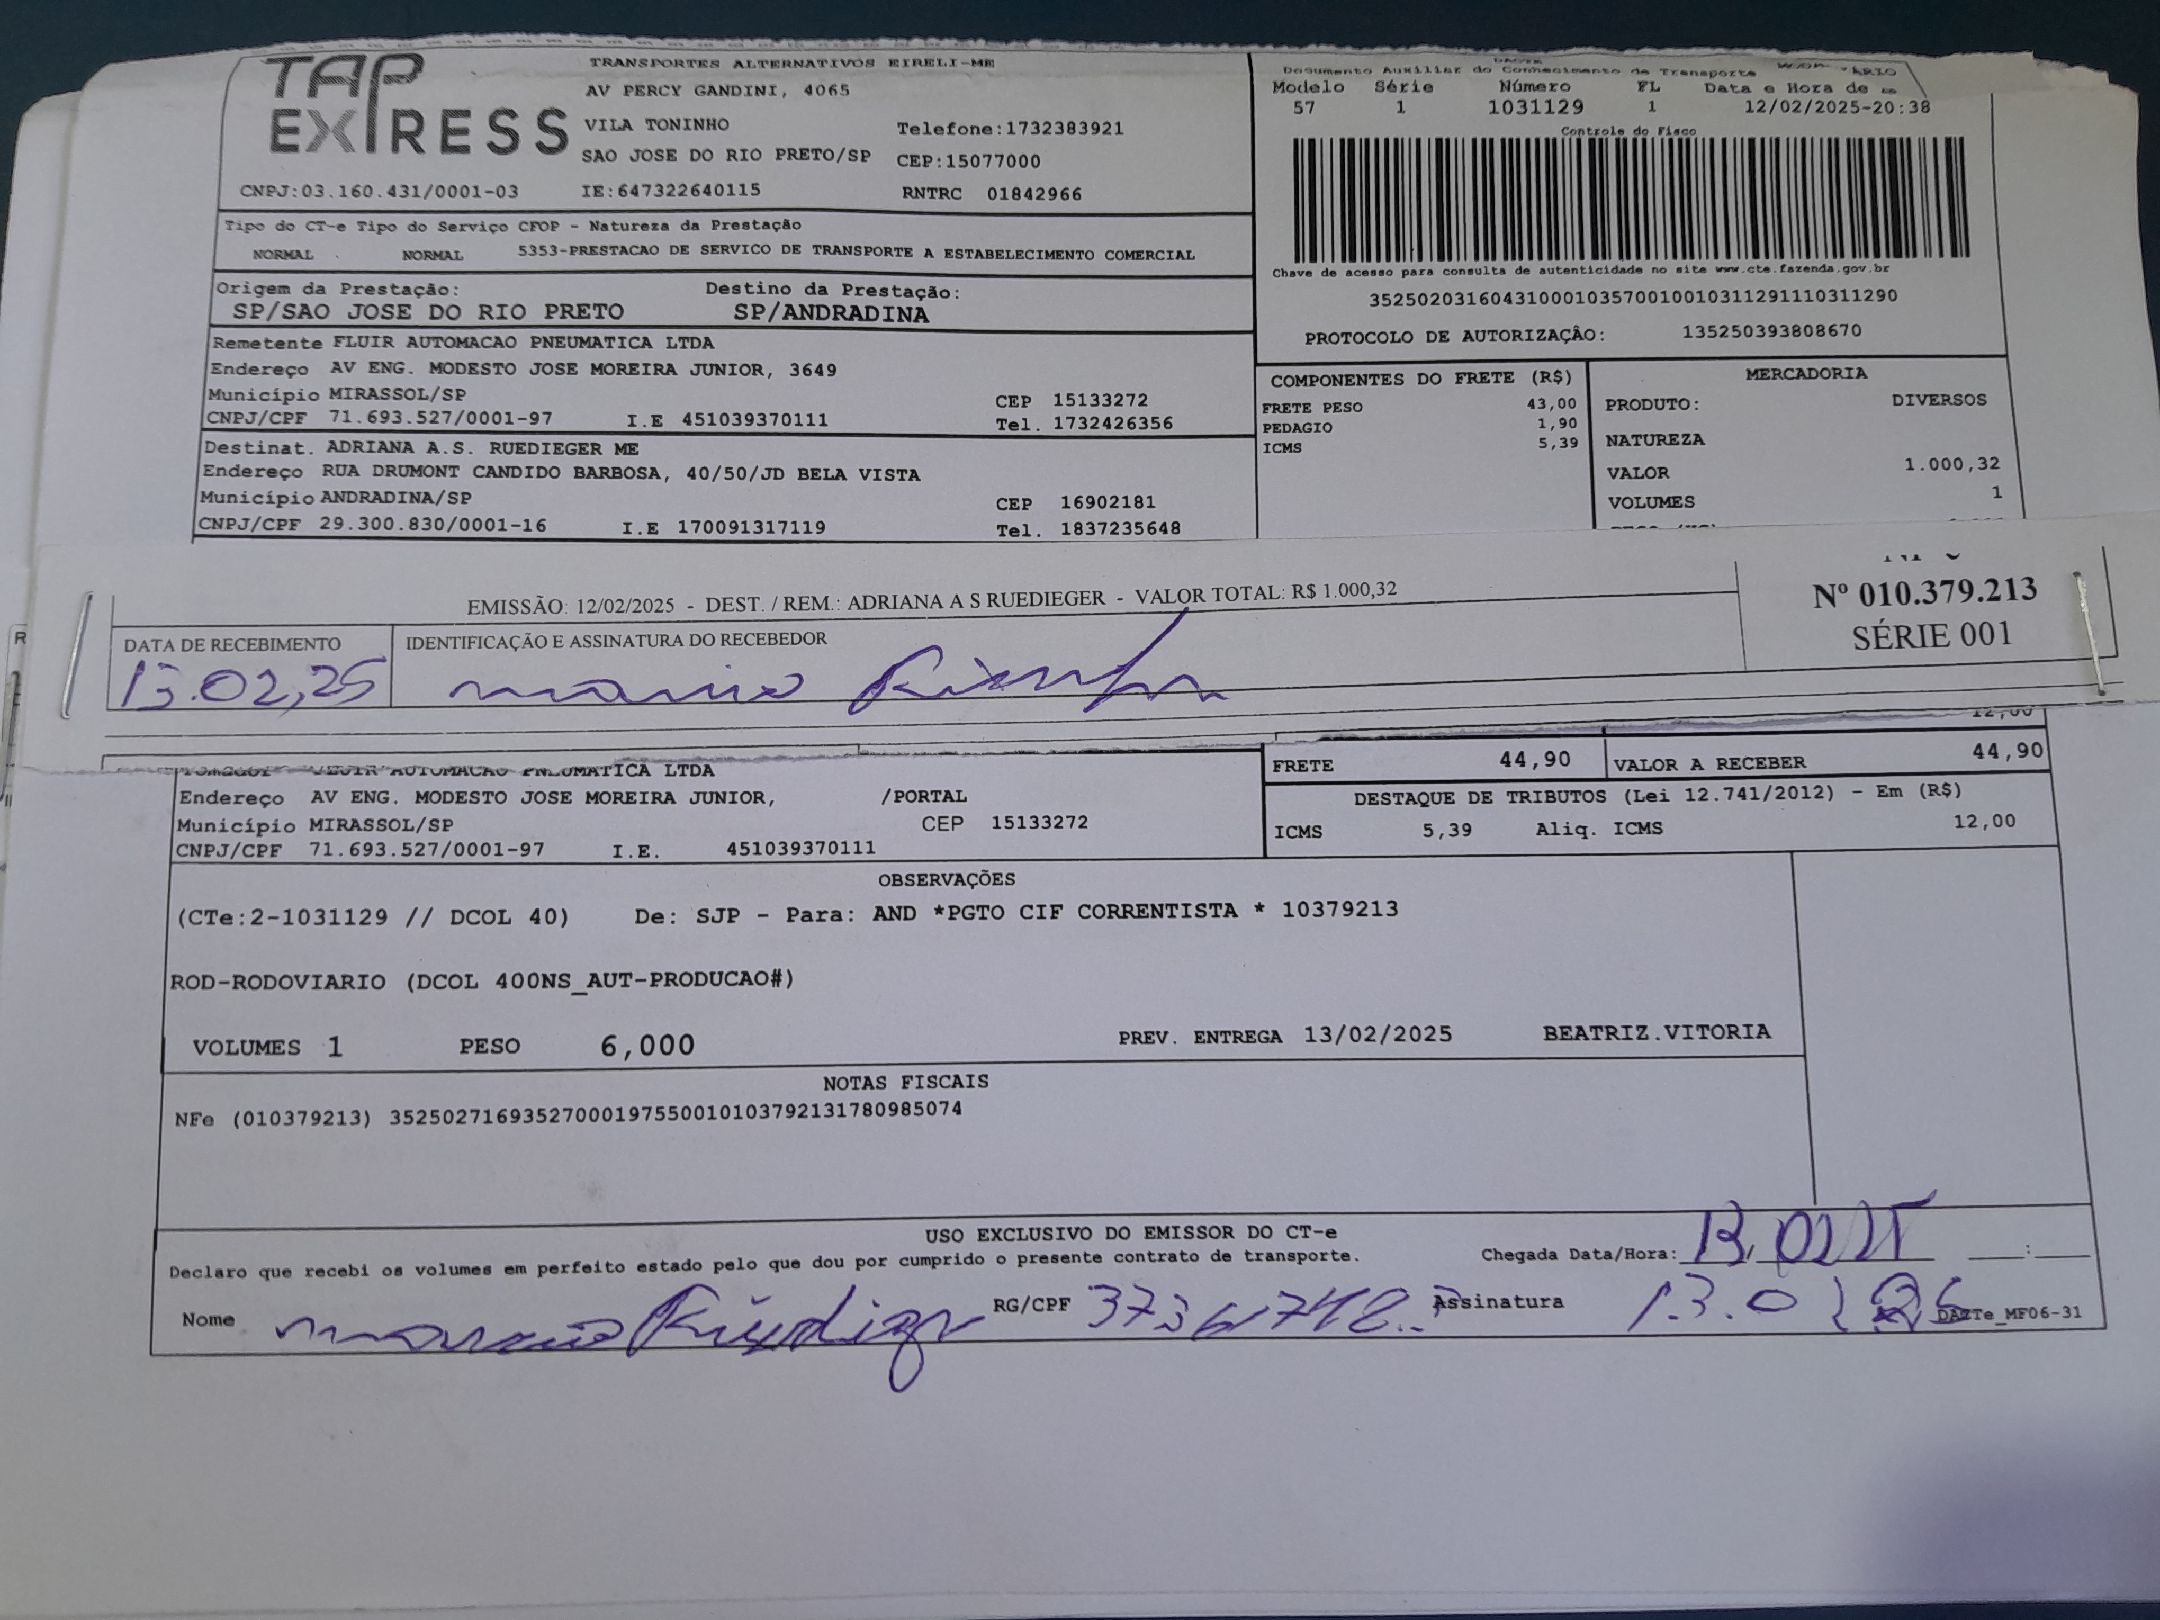 TAP EXPRESS
TRANSPORTES ALTERNATIVOS EIRELI-ME
AV PERCY GANDINI, 4065
VILA TONINHO Telefone:1732383921
SAO JOSE DO RIO PRETO/SP CEP:15077000
CNPJ:03.160.431/0001-03 IE:647322640115 RNTRC 01842966
Documento Auxiliar do Conhecimento de Transporte
Modelo Série Número FL Data e Hora de
57 1 1031129 1 12/02/2025-20:38
Controle do Fisco
Chave de acesso para consulta de autenticidade no site www.cte.fazenda.gov.br
35250203160431000103570010010311291110311290
PROTOCOLO DE AUTORIZAÇÂO: 135250393808670
Tipo do CT-e Tipo do Serviço CFOP - Natureza da Prestação
NORMAL NORMAL 5353-PRESTACAO DE SERVICO DE TRANSPORTE A ESTABELECIMENTO COMERCIAL
Origem da Prestação: Destino da Prestação:
SP/SAO JOSE DO RIO PRETO SP/ANDRADINA
Remetente FLUIR AUTOMACAO PNEUMATICA LTDA
Endereço AV ENG. MODESTO JOSE MOREIRA JUNIOR, 3649
Município MIRASSOL/SP CEP 15133272
CNPJ/CPF 71.693.527/0001-97 I.E 451039370111 Tel. 1732426356
Destinat. ADRIANA A.S. RUEDIEGER ME
Endereço RUA DRUMONT CANDIDO BARBOSA, 40/50/JD BELA VISTA
Município ANDRADINA/SP CEP 16902181
CNPJ/CPF 29.300.830/0001-16 I.E 170091317119 Tel. 1837235648
COMPONENTES DO FRETE (R$)
FRETE PESO 43,00
PEDAGIO 1,90
ICMS 5,39
MERCADORIA
PRODUTO: DIVERSOS
NATUREZA
VALOR 1.000,32
VOLUMES 1
EMISSÃO: 12/02/2025 - DEST. / REM.: ADRIANA A S RUEDIEGER - VALOR TOTAL: R$ 1.000,32
Nº 010.379.213
SÉRIE 001
DATA DE RECEBIMENTO IDENTIFICAÇÃO E ASSINATURA DO RECEBEDOR
13.02,25
12,00
AUTOMACAO PNEUMATICA LTDA
Endereço AV ENG. MODESTO JOSE MOREIRA JUNIOR, /PORTAL
Município MIRASSOL/SP CEP 15133272
CNPJ/CPF 71.693.527/0001-97 I.E. 451039370111
FRETE 44,90 VALOR A RECEBER 44,90
DESTAQUE DE TRIBUTOS (Lei 12.741/2012) - Em (R$)
ICMS 5,39 Aliq. ICMS 12,00
OBSERVAÇÕES
(CTe:2-1031129 // DCOL 40) De: SJP - Para: AND *PGTO CIF CORRENTISTA * 10379213
ROD-RODOVIARIO (DCOL 400NS_AUT-PRODUCAO#)
VOLUMES 1 PESO 6,000 PREV. ENTREGA 13/02/2025 BEATRIZ.VITORIA
NOTAS FISCAIS
NFe (010379213) 35250271693527000197550010103792131780985074
USO EXCLUSIVO DO EMISSOR DO CT-e
Declaro que recebi os volumes em perfeito estado pelo que dou por cumprido o presente contrato de transporte. Chegada Data/Hora:
Nome RG/CPF Assinatura
DACTe_MF06-31